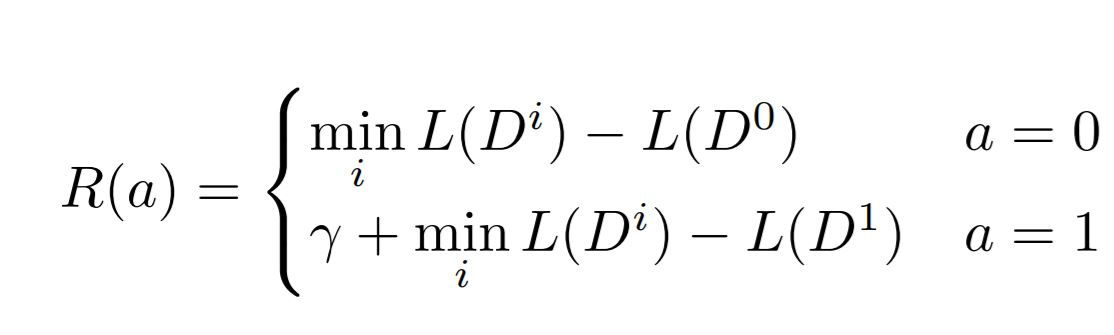 R(a) = { min_i L(D^i) − L(D^0)    a = 0
γ + min_i L(D^i) − L(D^1)    a = 1